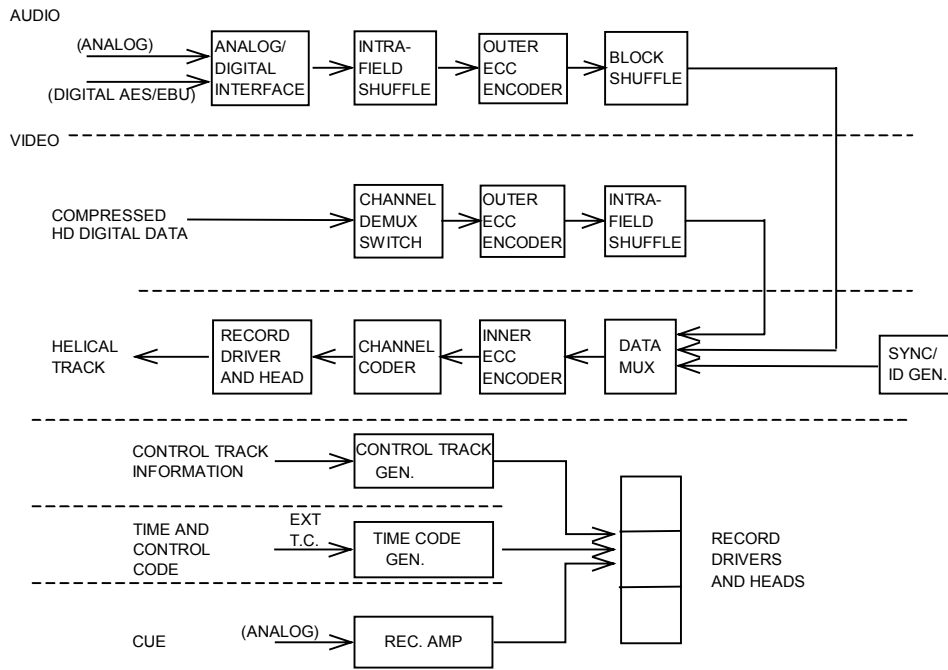 AUDIO
(ANALOG)
(DIGITAL AES/EBU)
ANALOG/
DIGITAL
INTERFACE
INTRA-
FIELD
SHUFFLE
OUTER
ECC
ENCODER
BLOCK
SHUFFLE
VIDEO
COMPRESSED
HD DIGITAL DATA
CHANNEL
DEMUX
SWITCH
OUTER
ECC
ENCODER
INTRA-
FIELD
SHUFFLE
HELICAL
TRACK
RECORD
DRIVER
AND HEAD
CHANNEL
CODER
INNER
ECC
ENCODER
DATA
MUX
SYNC/
ID GEN.
CONTROL TRACK
INFORMATION
CONTROL TRACK
GEN.
TIME AND
CONTROL
CODE
EXT
T.C.
TIME CODE
GEN.
RECORD
DRIVERS
AND HEADS
CUE
(ANALOG)
REC. AMP